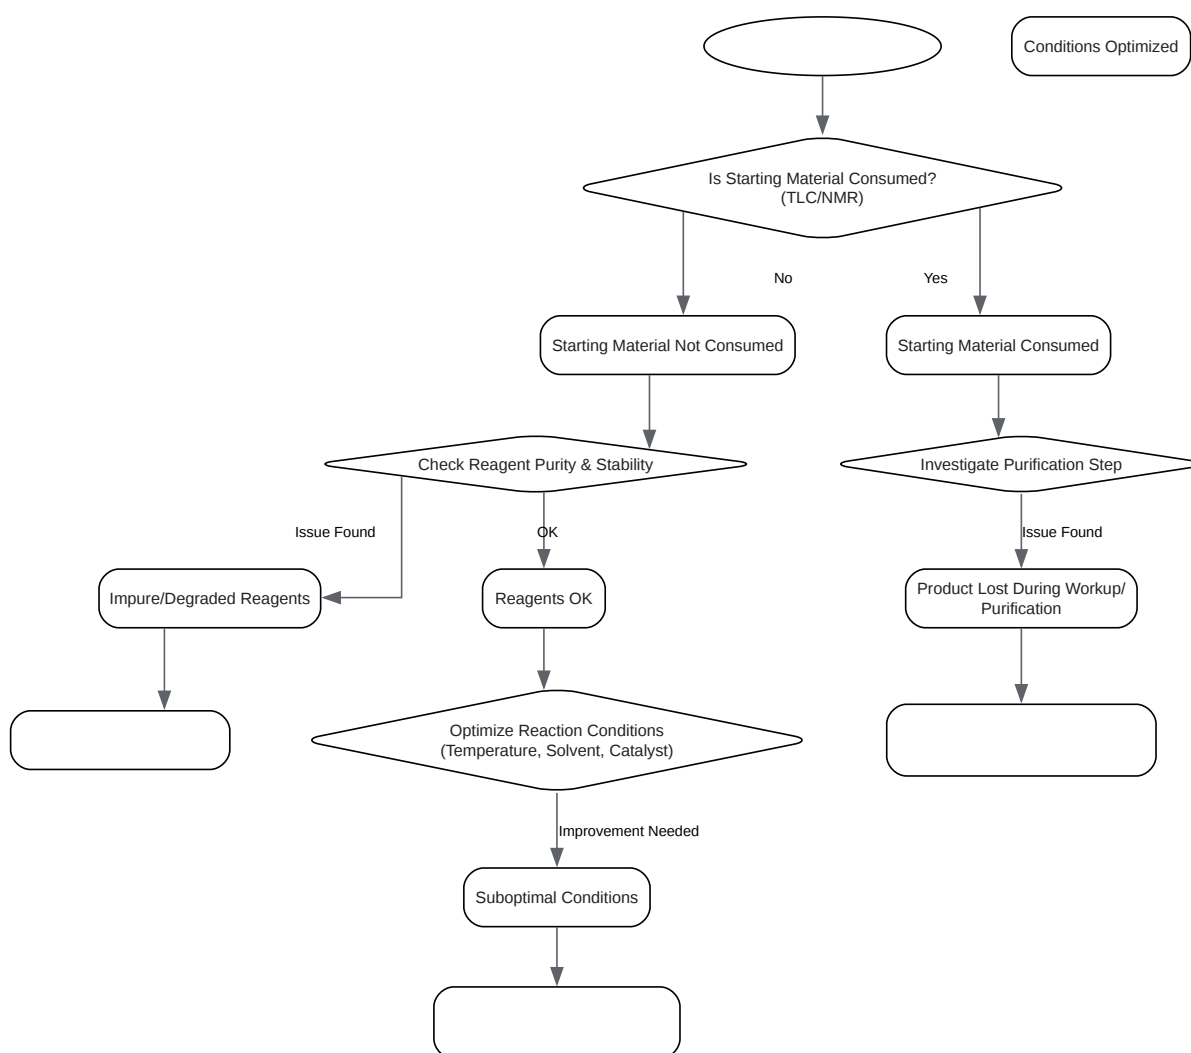 Conditions Optimized
Is Starting Material Consumed?
(TLC/NMR)
No
Yes
Starting Material Not Consumed
Starting Material Consumed
Check Reagent Purity & Stability
Investigate Purification Step
Issue Found
OK
Issue Found
Impure/Degraded Reagents
Reagents OK
Product Lost During Workup/
Purification
Optimize Reaction Conditions
(Temperature, Solvent, Catalyst)
Improvement Needed
Suboptimal Conditions